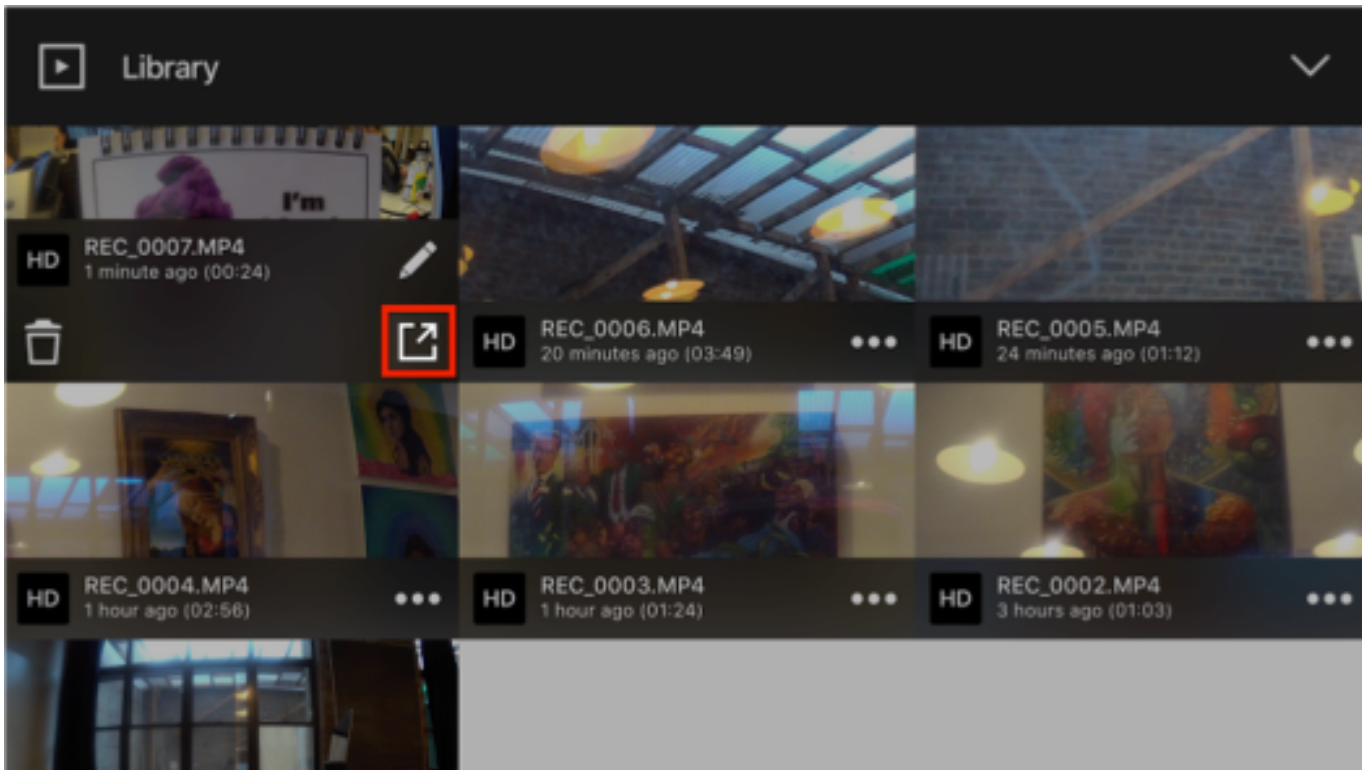 Library
I'm
HD
REC_0007.MP4
1 minute ago (00:24)
HD
REC_0006.MP4
20 minutes ago (03:49)
HD
REC_0005.MP4
24 minutes ago (01:12)
HD
REC_0004.MP4
1 hour ago (02:56)
HD
REC_0003.MP4
1 hour ago (01:24)
HD
REC_0002.MP4
3 hours ago (01:03)